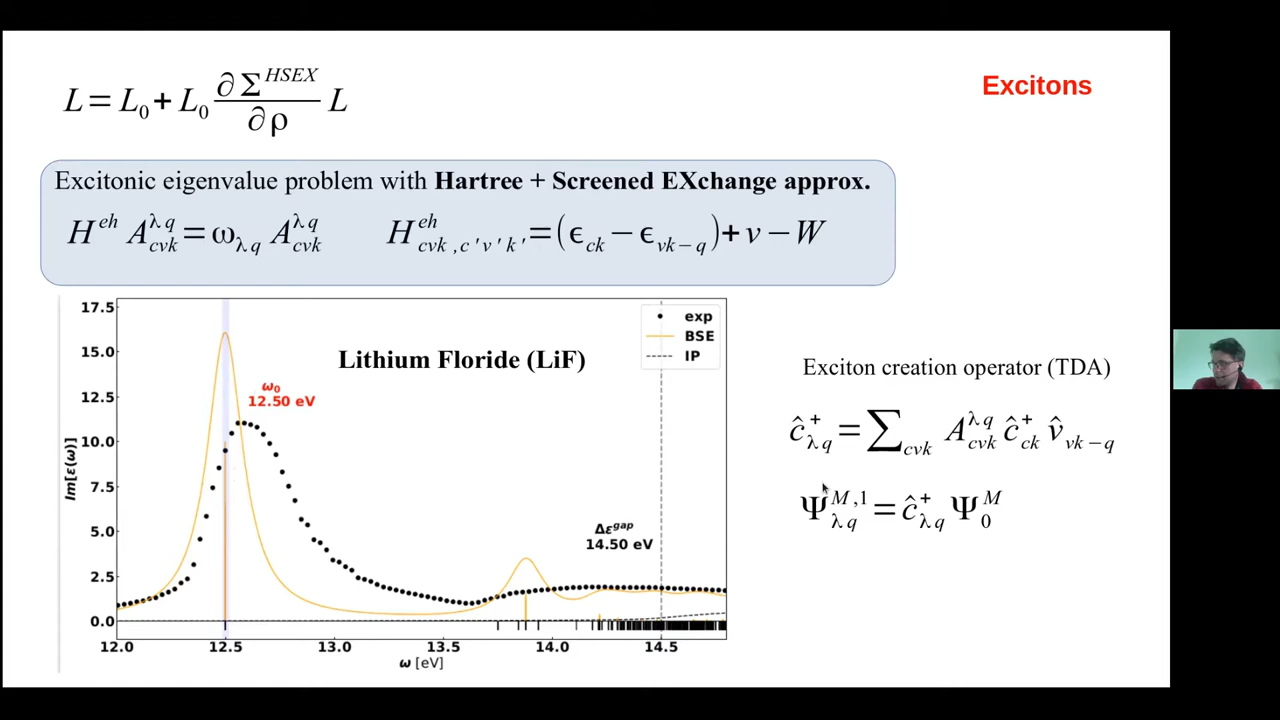 Excitons
L = L₀ + L₀ ∂Σ^HSEX / ∂ρ L
Excitonic eigenvalue problem with Hartree + Screened EXchange approx.
H^eh A^λq_cvk = ω_λq A^λq_cvk    H^eh_cvk,c'v'k' = (ϵ_ck − ϵ_vk−q) + v − W
17.5
15.0
12.5
10.0
7.5
5.0
2.5
0.0
Im[ε(ω)]
Lithium Floride (LiF)
exp
BSE
IP
ω₀
12.50 eV
Δε^gap
14.50 eV
12.0 12.5 13.0 13.5 14.0 14.5
ω [eV]
Exciton creation operator (TDA)
ĉ⁺_λq = ∑_cvk A^λq_cvk ĉ⁺_ck v̂_vk−q
Ψ^M,1_λq = ĉ⁺_λq Ψ^M_0